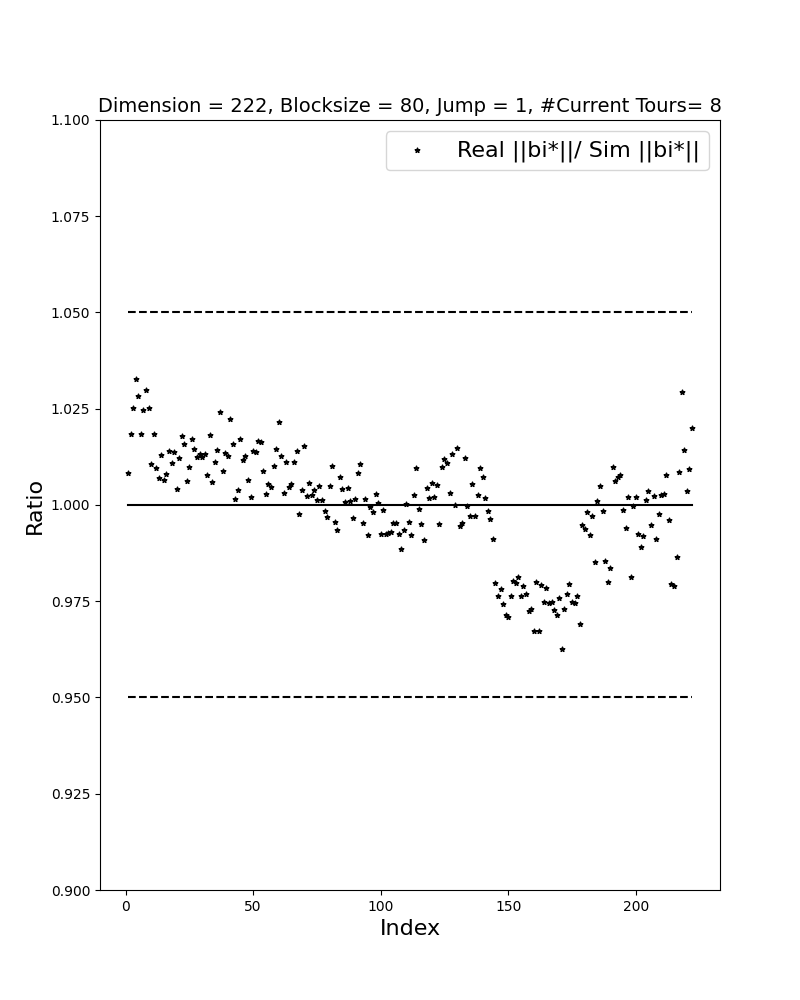 Dimension = 222, Blocksize = 80, Jump = 1, #Current Tours= 8
Real ||bi*||/ Sim ||bi*||
1.100
1.075
1.050
1.025
1.000
0.975
0.950
0.925
0.900
Ratio
0 50 100 150 200
Index